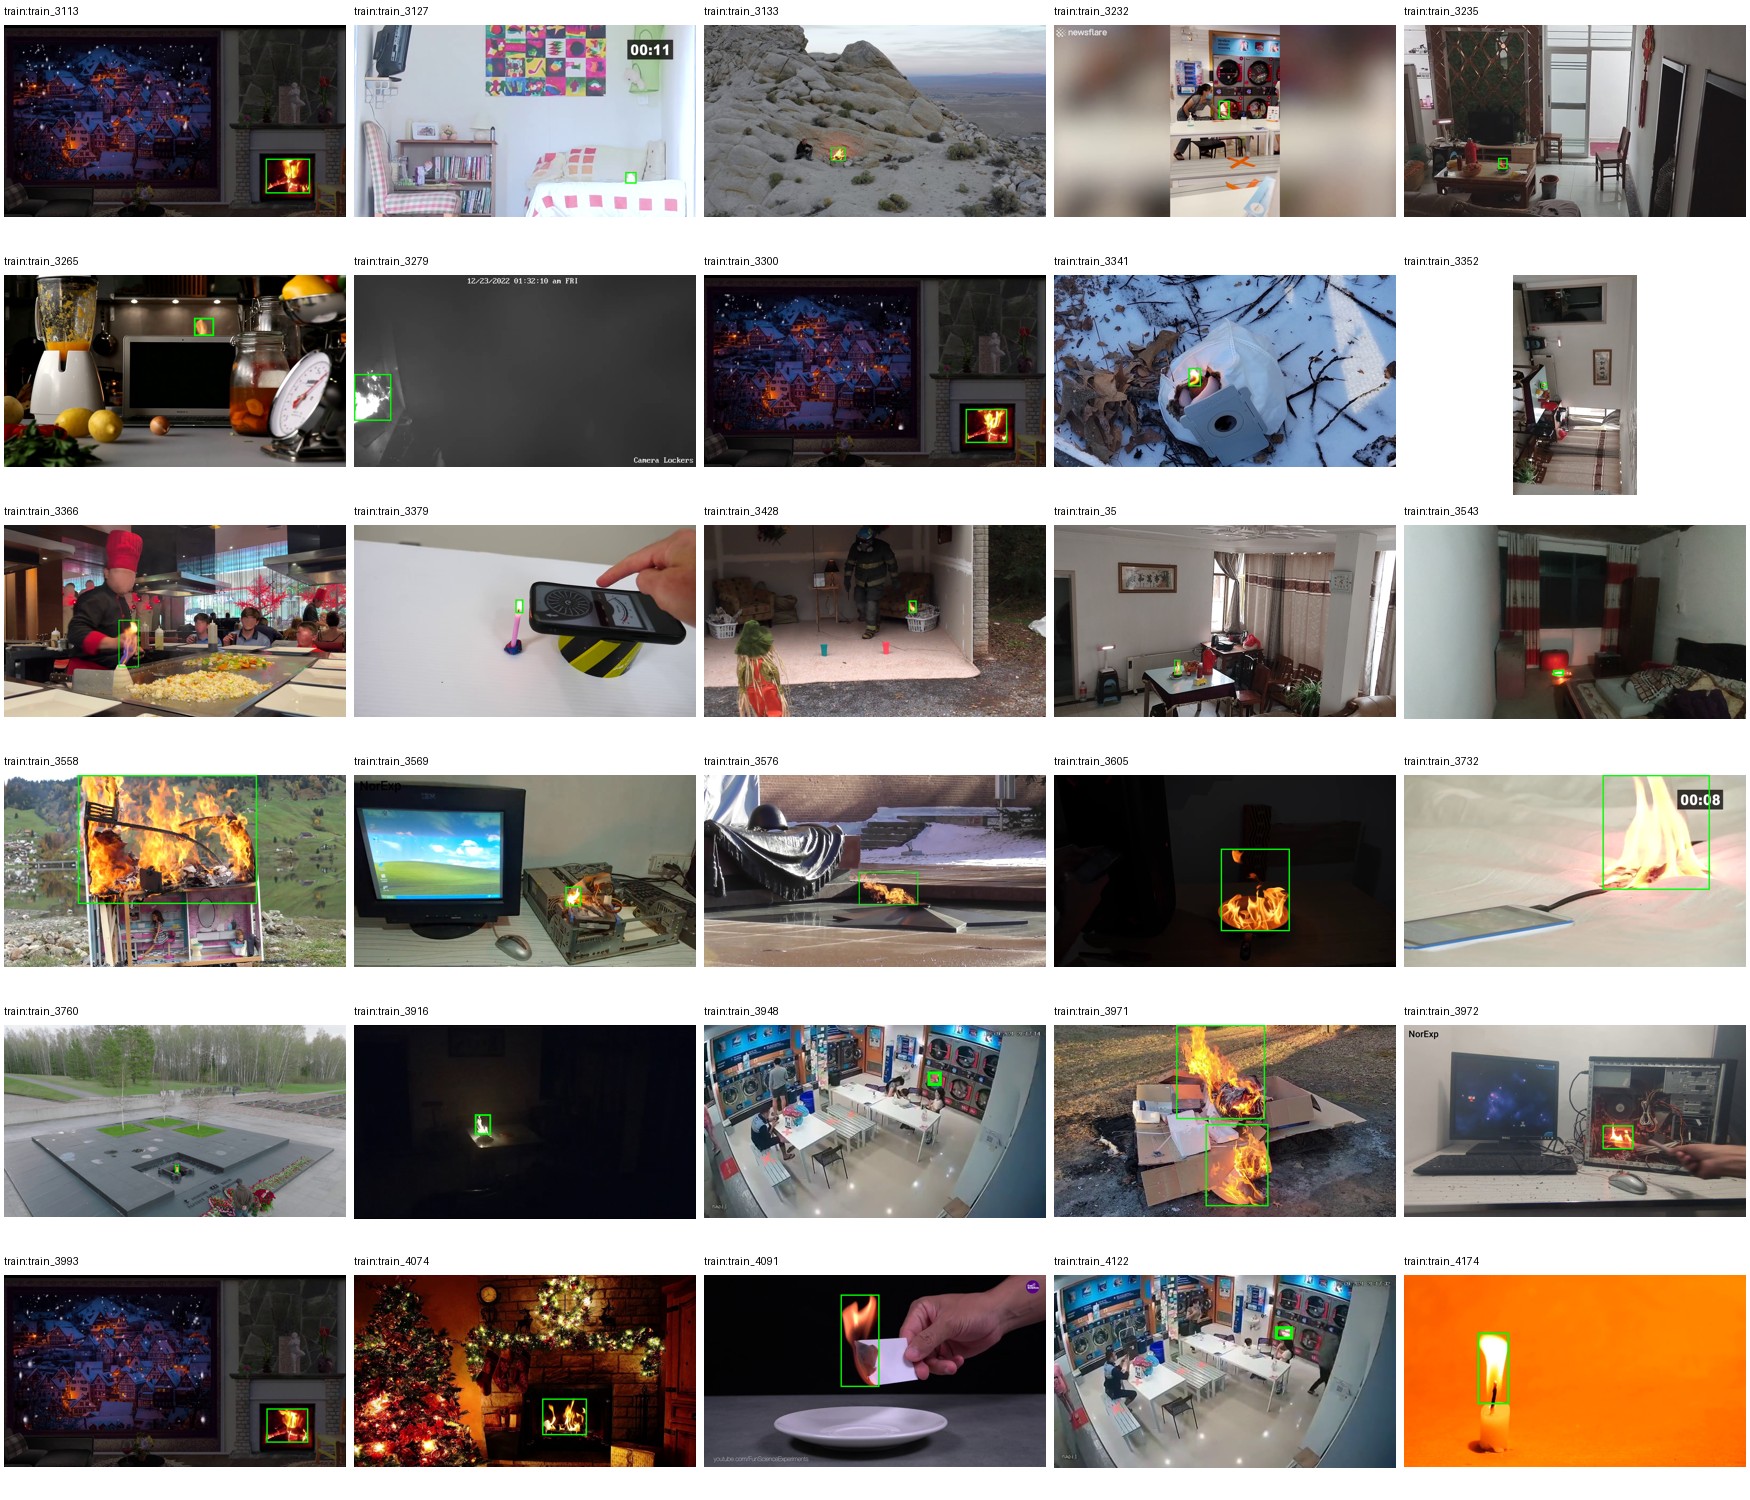 train:train_3113
train:train_3127
train:train_3133
train:train_3232
train:train_3235
00:11
newsflare
train:train_3265
train:train_3279
train:train_3300
train:train_3341
train:train_3352
12/23/2022 01:32:10 am FRI
Camera Lockers
train:train_3366
train:train_3379
train:train_3428
train:train_35
train:train_3543
train:train_3558
train:train_3569
train:train_3576
train:train_3605
train:train_3732
NorExp
00:08
train:train_3760
train:train_3916
train:train_3948
train:train_3971
train:train_3972
NorExp
train:train_3993
train:train_4074
train:train_4091
train:train_4122
train:train_4174
youtube.com/FunScienceExperiments